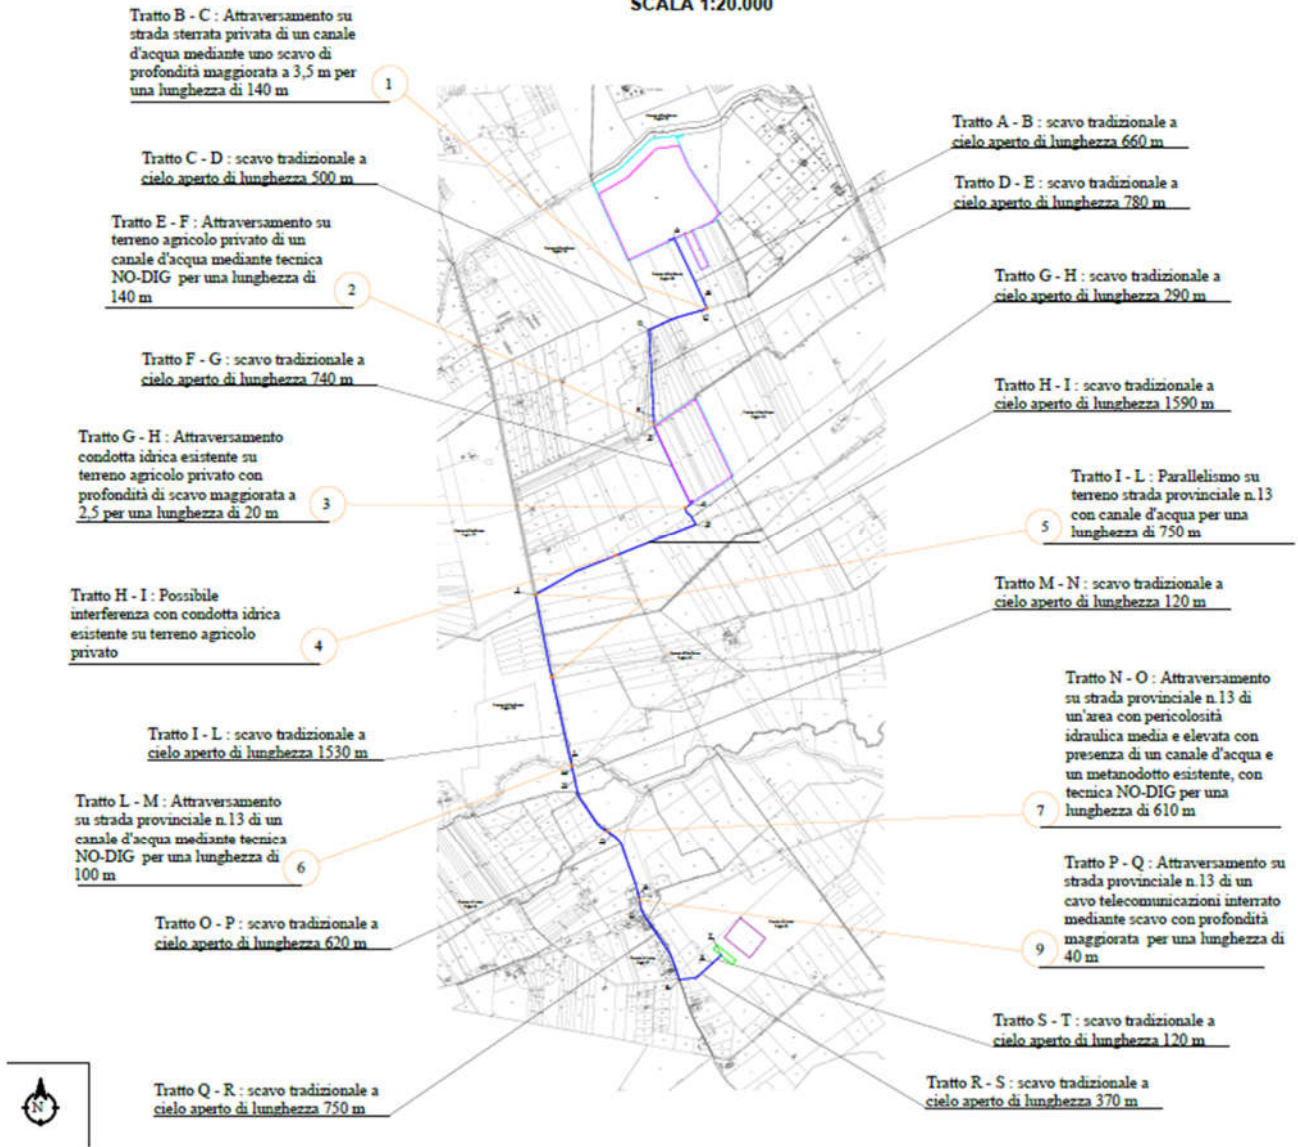 SCALA 1:20.000
Tratto B - C : Attraversamento su
strada sterrata privata di un canale
d'acqua mediante uno scavo di
profondità maggiorata a 3,5 m per
una lunghezza di 140 m
1
Tratto C - D : scavo tradizionale a
cielo aperto di lunghezza 500 m
Tratto E - F : Attraversamento su
terreno agricolo privato di un
canale d'acqua mediante tecnica
NO-DIG per una lunghezza di
140 m
2
Tratto F - G : scavo tradizionale a
cielo aperto di lunghezza 740 m
Tratto G - H : Attraversamento
condotta idrica esistente su
terreno agricolo privato con
profondità di scavo maggiorata a
2,5 per una lunghezza di 20 m
3
Tratto H - I : Possibile
interferenza con condotta idrica
esistente su terreno agricolo
privato
4
Tratto I - L : scavo tradizionale a
cielo aperto di lunghezza 1530 m
Tratto L - M : Attraversamento
su strada provinciale n.13 di un
canale d'acqua mediante tecnica
NO-DIG per una lunghezza di
100 m
6
Tratto O - P : scavo tradizionale a
cielo aperto di lunghezza 620 m
Tratto Q - R : scavo tradizionale a
cielo aperto di lunghezza 750 m
N
Tratto A - B : scavo tradizionale a
cielo aperto di lunghezza 660 m
Tratto D - E : scavo tradizionale a
cielo aperto di lunghezza 780 m
Tratto G - H : scavo tradizionale a
cielo aperto di lunghezza 290 m
Tratto H - I : scavo tradizionale a
cielo aperto di lunghezza 1590 m
Tratto I - L : Parallelismo su
terreno strada provinciale n.13
con canale d'acqua per una
lunghezza di 750 m
5
Tratto M - N : scavo tradizionale a
cielo aperto di lunghezza 120 m
Tratto N - O : Attraversamento
su strada provinciale n.13 di
un'area con pericolosità
idraulica media e elevata con
presenza di un canale d'acqua e
un metanodotto esistente, con
tecnica NO-DIG per una
lunghezza di 610 m
7
Tratto P - Q : Attraversamento su
strada provinciale n.13 di un
cavo telecomunicazioni interrato
mediante scavo con profondità
maggiorata per una lunghezza di
40 m
9
Tratto S - T : scavo tradizionale a
cielo aperto di lunghezza 120 m
Tratto R - S : scavo tradizionale a
cielo aperto di lunghezza 370 m